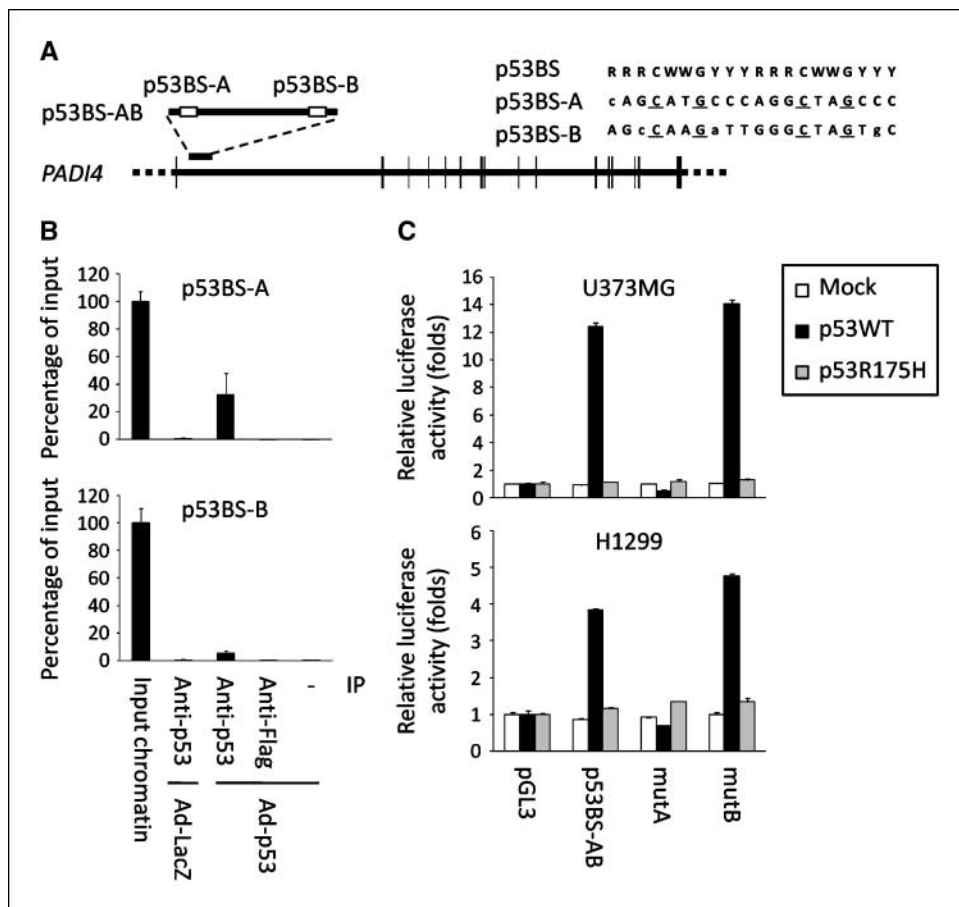 A
p53BS-A p53BS-B
p53BS-AB
PADI4
p53BS RRRCWWGYYYRRRCWWGYYY
p53BS-A cAGCATGCCCAGGCTAGCCC
p53BS-B AGcCAAGaTTGGGCTAGTgC
B
Percentage of input
120
100
80
60
40
20
0
p53BS-A
Percentage of input
120
100
80
60
40
20
0
p53BS-B
Input chromatin
Anti-p53
Anti-p53
Anti-Flag
-
IP
Ad-LacZ
Ad-p53
C
Relative luciferase
activity (folds)
16
14
12
10
8
6
4
2
0
U373MG
Mock
p53WT
p53R175H
Relative luciferase
activity (folds)
6
5
4
3
2
1
0
H1299
pGL3
p53BS-AB
mutA
mutB